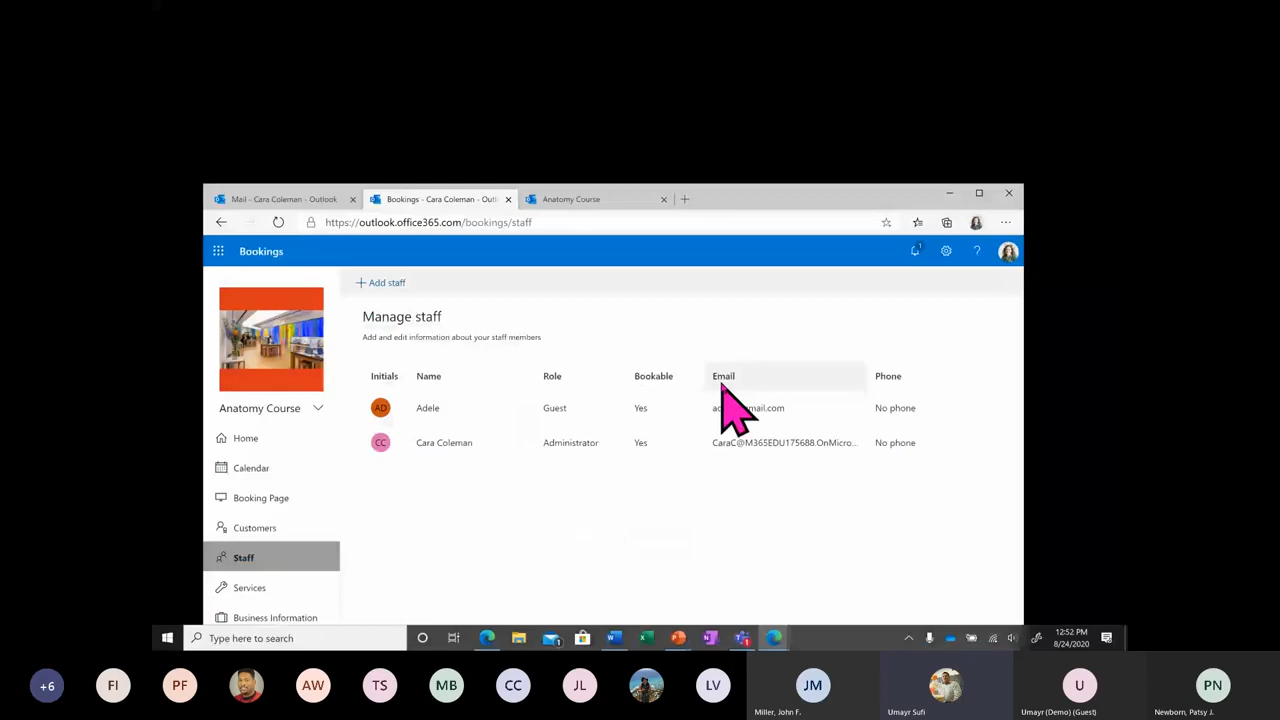 Mail - Cara Coleman - Outlook
Bookings - Cara Coleman - Outl
Anatomy Course
https://outlook.office365.com/bookings/staff
Bookings
1
?
Add staff
Manage staff
Add and edit information about your staff members
Initials Name Role Bookable Email Phone
AD Adele Guest Yes mail.com No phone
CC Cara Coleman Administrator Yes CaraC@M365EDU175688.OnMicro... No phone
Anatomy Course
Home
Calendar
Booking Page
Customers
Staff
Services
Business Information
Type here to search
12:52 PM
8/24/2020
+6 FI PF AW TS MB CC JL LV JM U PN
Miller, John F. Umayr Sufi Umayr (Demo) (Guest) Newborn, Patsy J.